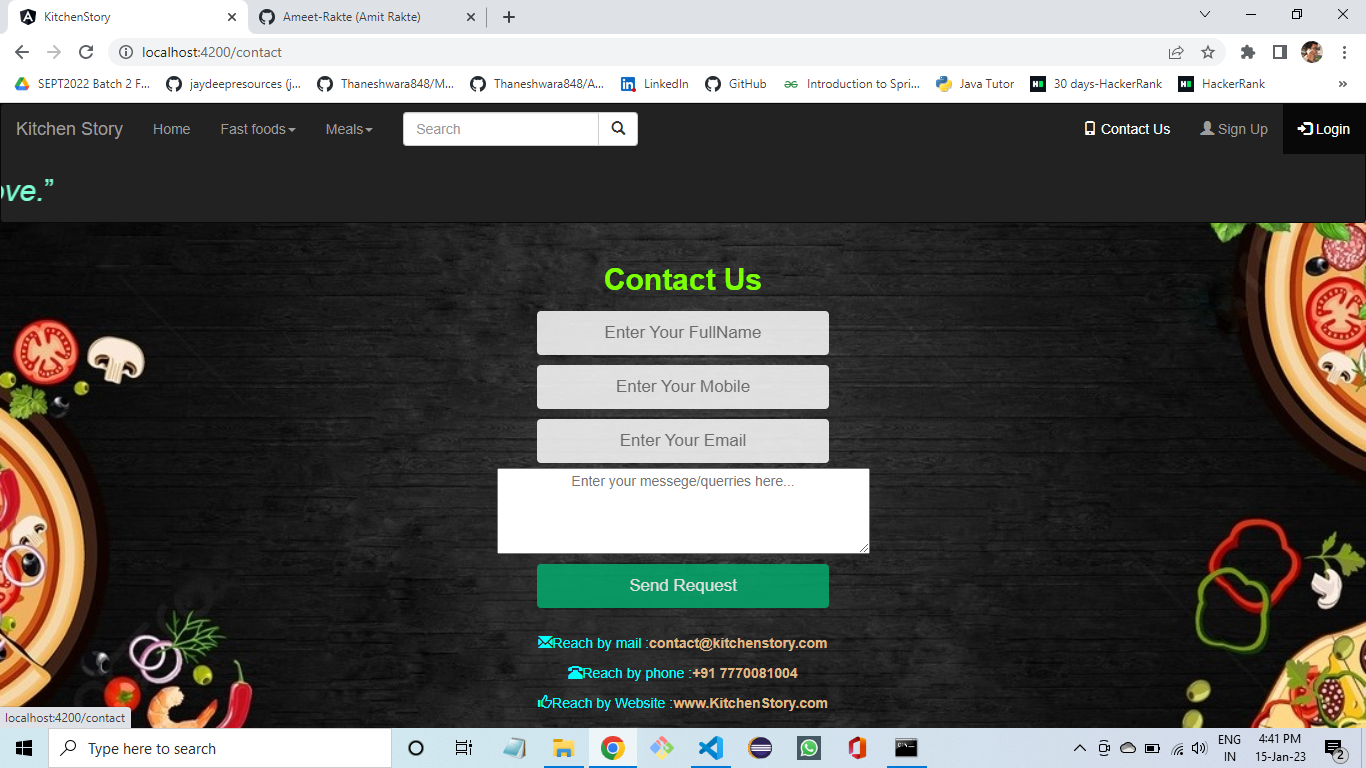 KitchenStory
Ameet-Rakte (Amit Rakte)
localhost:4200/contact
SEPT2022 Batch 2 F... jaydeepresources (j... Thaneshwara848/M... Thaneshwara848/A... LinkedIn GitHub Introduction to Spri... Java Tutor 30 days-HackerRank HackerRank »
Kitchen Story Home Fast foods Meals Search Contact Us Sign Up Login
ove.”
Contact Us
Enter Your FullName
Enter Your Mobile
Enter Your Email
Enter your messege/querries here...
Send Request
Reach by mail :contact@kitchenstory.com
Reach by phone :+91 7770081004
Reach by Website :www.KitchenStory.com
localhost:4200/contact
Type here to search
ENG
IN
4:41 PM
15-Jan-23
2